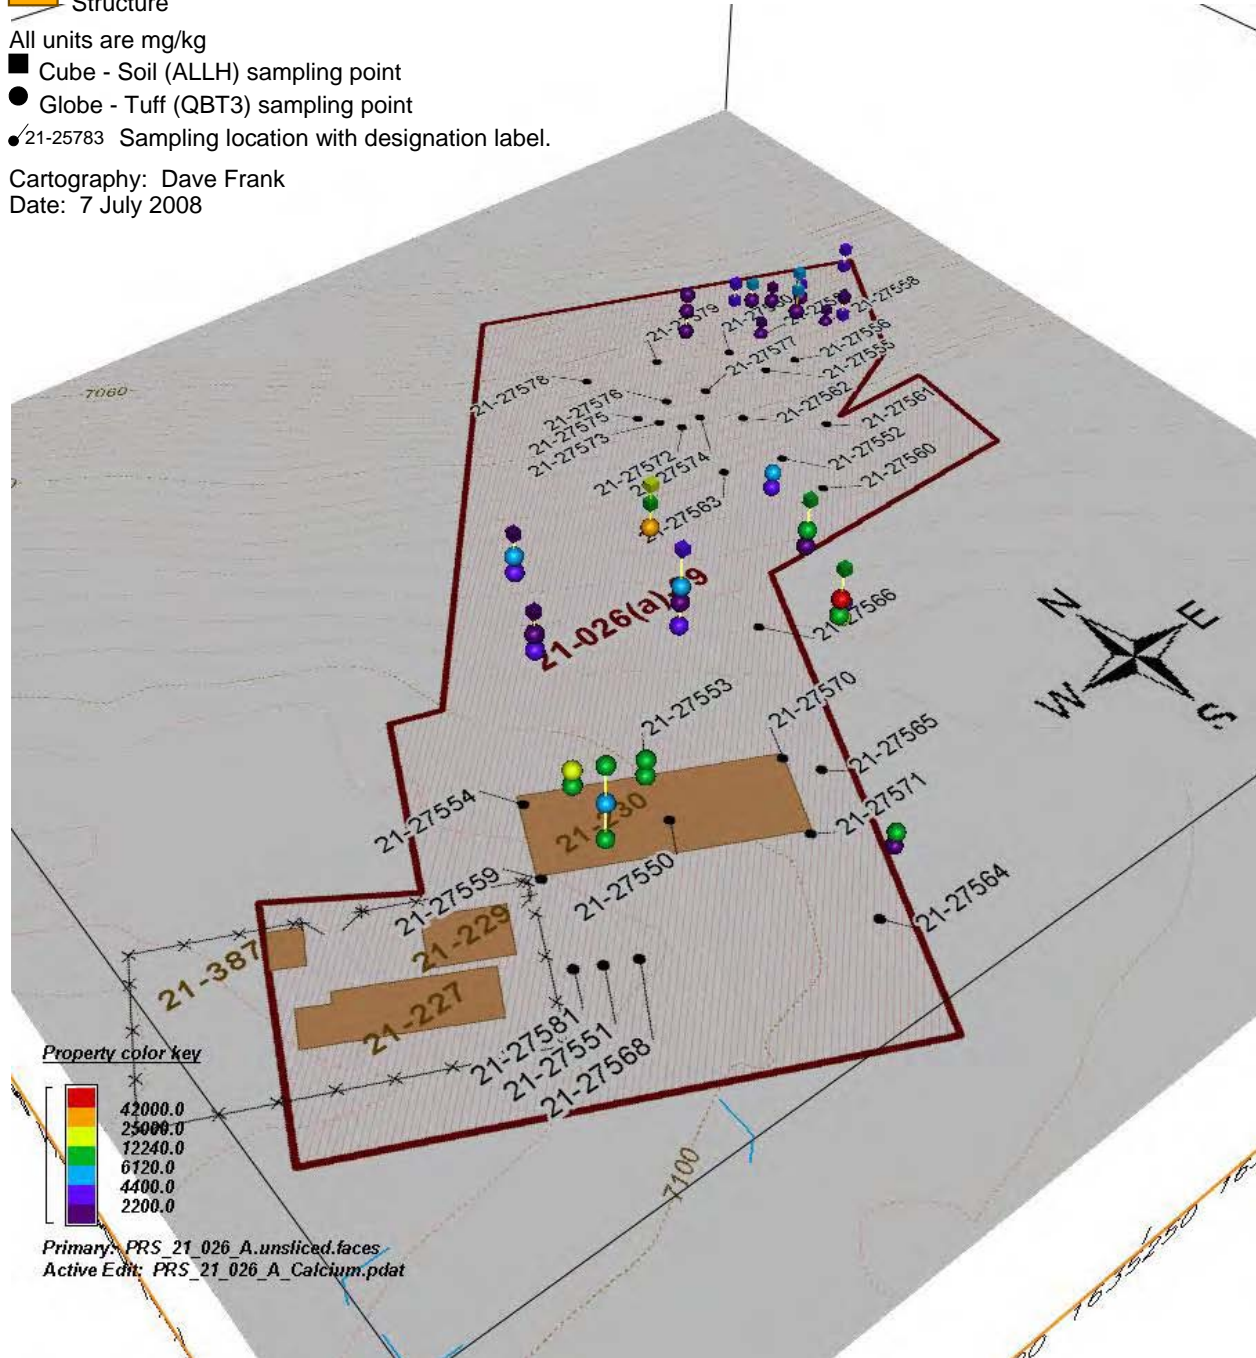 Structure
All units are mg/kg
Cube - Soil (ALLH) sampling point
Globe - Tuff (QBT3) sampling point
21-25783 Sampling location with designation label.
Cartography: Dave Frank
Date: 7 July 2008
21-27558
21-27556
21-27555
21-27577
7060
21-27578
21-27576
21-27575
21-27573
21-27562
21-27561
21-27572
21-27574
21-27552
21-27560
21-27563
21-27566
21-27553
21-27570
21-27565
21-27554
21-230
21-27571
21-27559
21-27550
21-27564
21-229
21-387
21-227
21-27581
21-27551
21-27568
Property color key
42000.0
25000.0
12240.0
6120.0
4400.0
2200.0
7100
Primary: PRS_21_026_A.unsliced.faces
Active Edit: PRS_21_026_A_Calcium.pdat
1635250
N
E
W
S